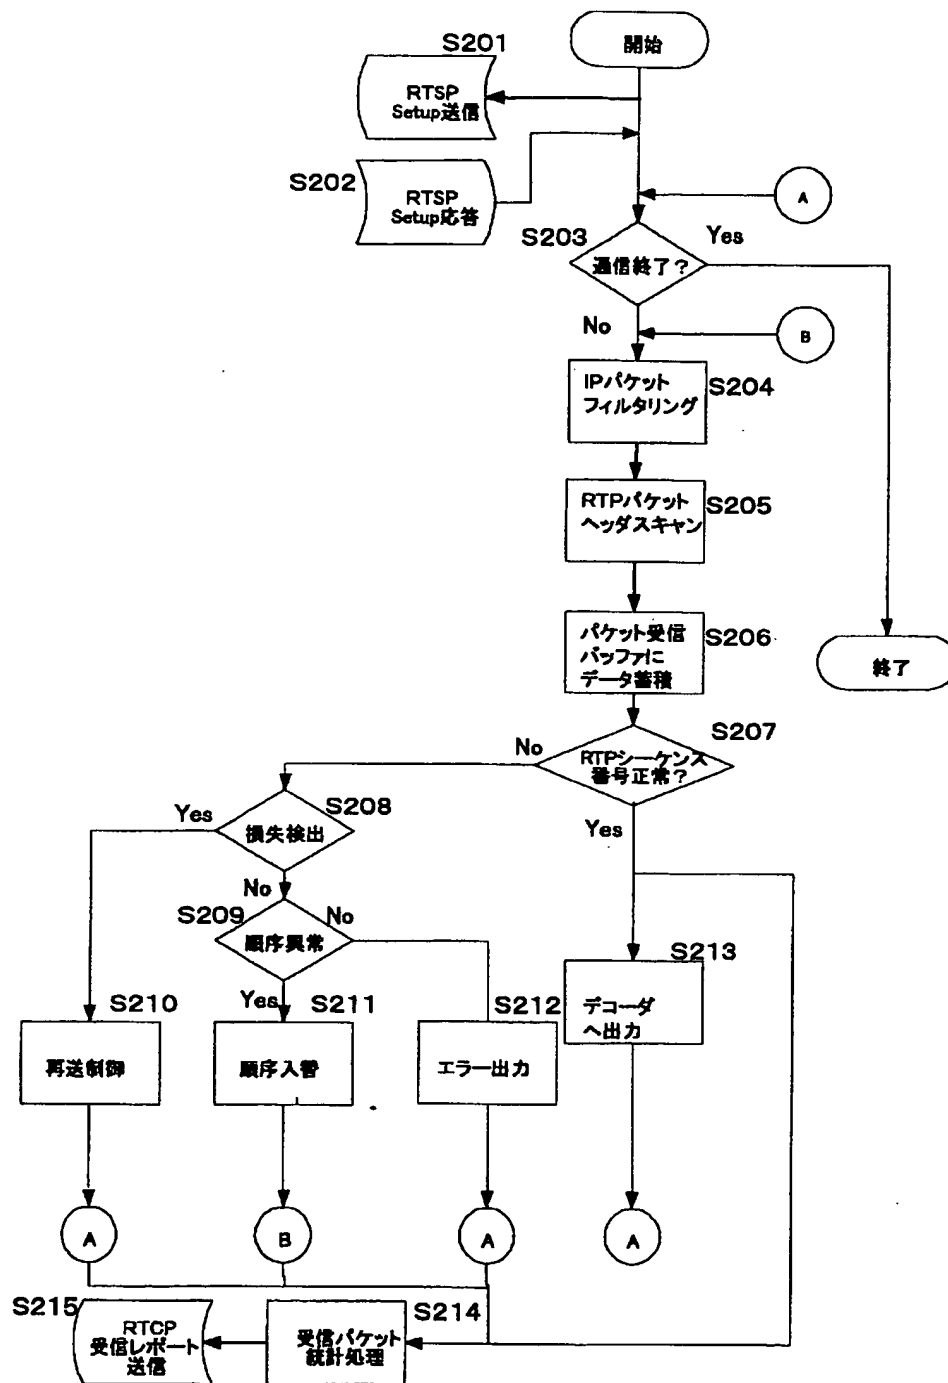 開始
S201
RTSP
Setup送信
S202
RTSP
Setup応答
A
S203
通信終了?
Yes
No
B
IPパケット
フィルタリング
S204
RTPパケット
ヘッダスキャン
S205
パケット受信
バッファに
データ蓄積
S206
終了
S207
RTPシーケンス
番号正常?
No
Yes
S208
損失検出
Yes
No
S209
順序異常
No
Yes
S210
再送制御
S211
順序入替
S212
エラー出力
S213
デコーダ
へ出力
A
B
A
A
S215
RTCP
受信レポート
送信
S214
受信パケット
統計処理